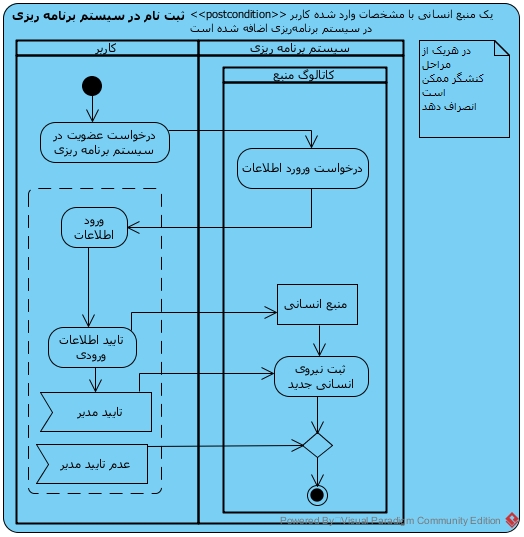 ثبت نام در سیستم برنامه ریزی <<postcondition>> یک منبع انسانی با مشخصات وارد شده کاربر
در سیستم برنامه‌ریزی اضافه شده است
کاربر
سیستم برنامه ریزی
کاتالوگ منبع
در هریک از
مراحل
کنشگر ممکن
است
انصراف دهد
درخواست عضویت در
سیستم برنامه ریزی
درخواست ورورد اطلاعات
ورود
اطلاعات
منبع انسانی
تایید اطلاعات
ورودی
ثبت نیروی
انسانی جدید
تایید مدیر
عدم تایید مدیر
Powered By Visual Paradigm Community Edition